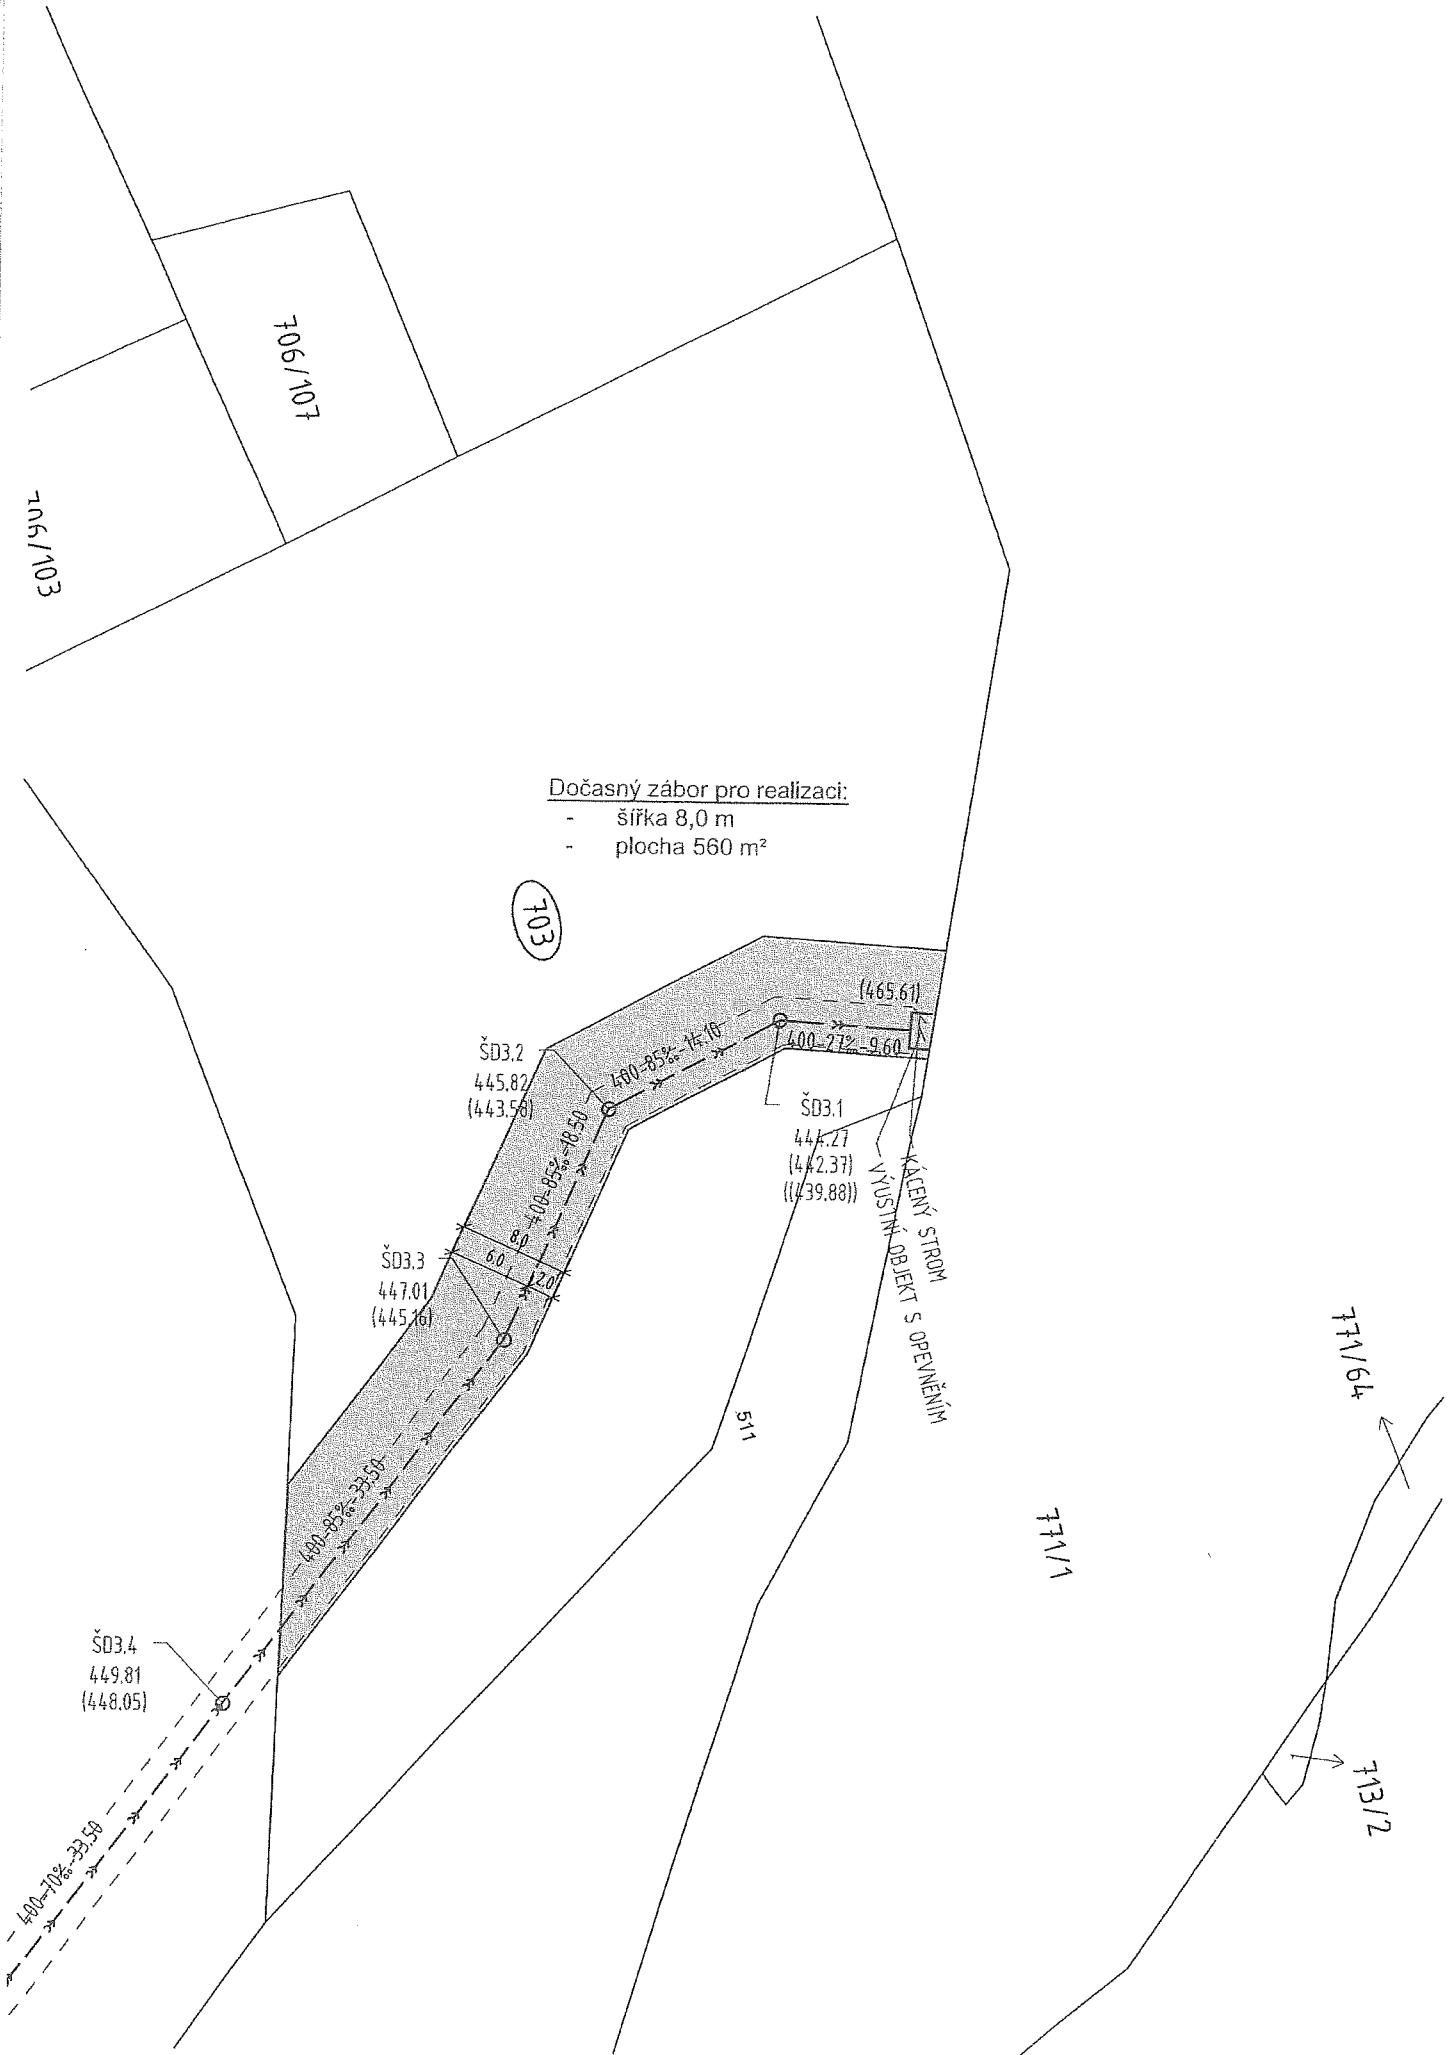 706/107
706/103
Dočasný zábor pro realizaci:
- šířka 8,0 m
- plocha 560 m²
703
(465.61)
400-27‰-9.60
400-85‰-14.10
ŠD3.2
445.82
(443.58)
ŠD3.1
444.27
(442.37)
((439.88))
KÁCENÝ STROM
VÝUSTNÍ OBJEKT S OPEVNĚNÍM
400-85‰-18.50
8.0
6.0
2.0
ŠD3.3
447.01
(445.16)
511
771/64
771/1
400-85‰-33.50
ŠD3.4
449.81
(448.05)
713/2
400-70‰-33.50